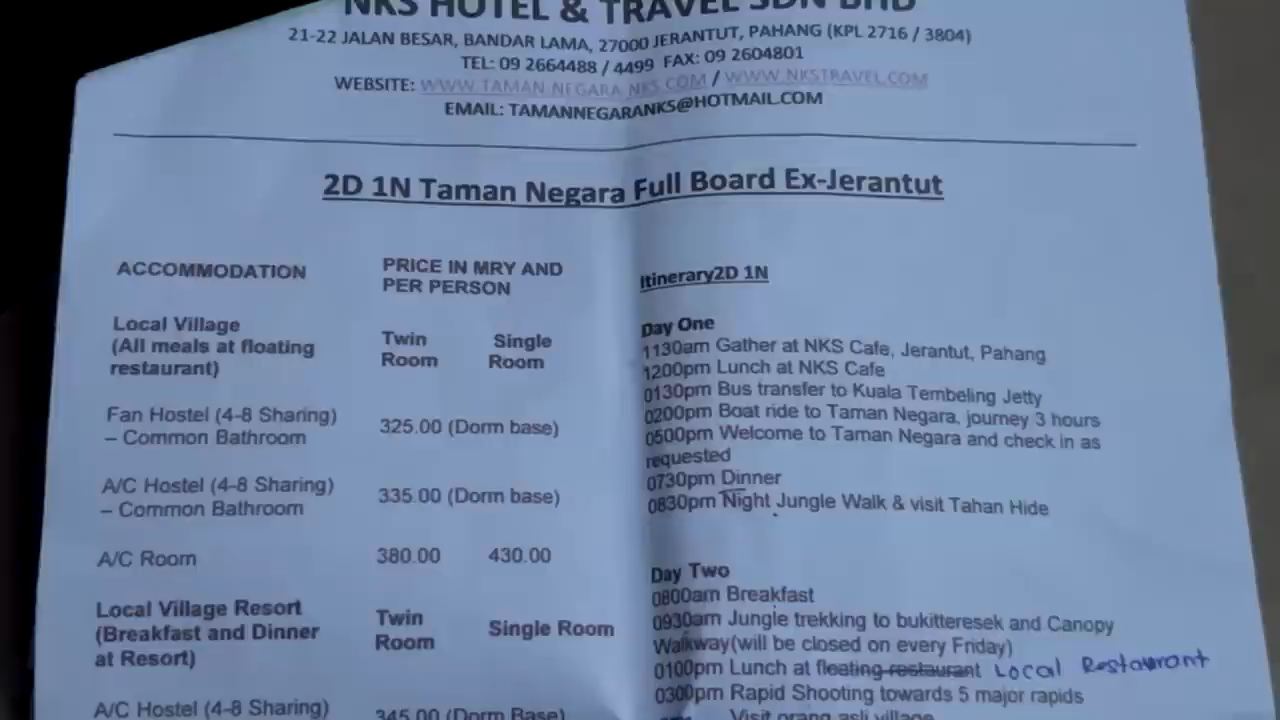 NKS HOTEL & TRAVEL SDN BHD
21-22 JALAN BESAR, BANDAR LAMA, 27000 JERANTUT, PAHANG (KPL 2716 / 3804)
TEL: 09 2664488 / 4499 FAX: 09 2604801
WEBSITE: WWW.TAMAN NEGARA NKS.COM / WWW.NKSTRAVEL.COM
EMAIL: TAMANNEGARANKS@HOTMAIL.COM
2D 1N Taman Negara Full Board Ex-Jerantut
ACCOMMODATION
PRICE IN MRY AND
PER PERSON
Local Village
(All meals at floating
restaurant)
Twin
Room
Single
Room
Fan Hostel (4-8 Sharing)
– Common Bathroom
325.00 (Dorm base)
A/C Hostel (4-8 Sharing)
– Common Bathroom
335.00 (Dorm base)
A/C Room
380.00
430.00
Local Village Resort
(Breakfast and Dinner
at Resort)
Twin
Room
Single Room
A/C Hostel (4-8 Sharing)
345.00 (Dorm Base)
Itinerary2D 1N
Day One
1130am Gather at NKS Cafe, Jerantut, Pahang
1200pm Lunch at NKS Cafe
0130pm Bus transfer to Kuala Tembeling Jetty
0200pm Boat ride to Taman Negara, journey 3 hours
0500pm Welcome to Taman Negara and check in as
requested
0730pm Dinner
0830pm Night Jungle Walk & visit Tahan Hide
Day Two
0800am Breakfast
0930am Jungle trekking to bukitteresek and Canopy
Walkway(will be closed on every Friday)
0100pm Lunch at floating restaurant Local Restaurant
0300pm Rapid Shooting towards 5 major rapids
Visit orang asli village